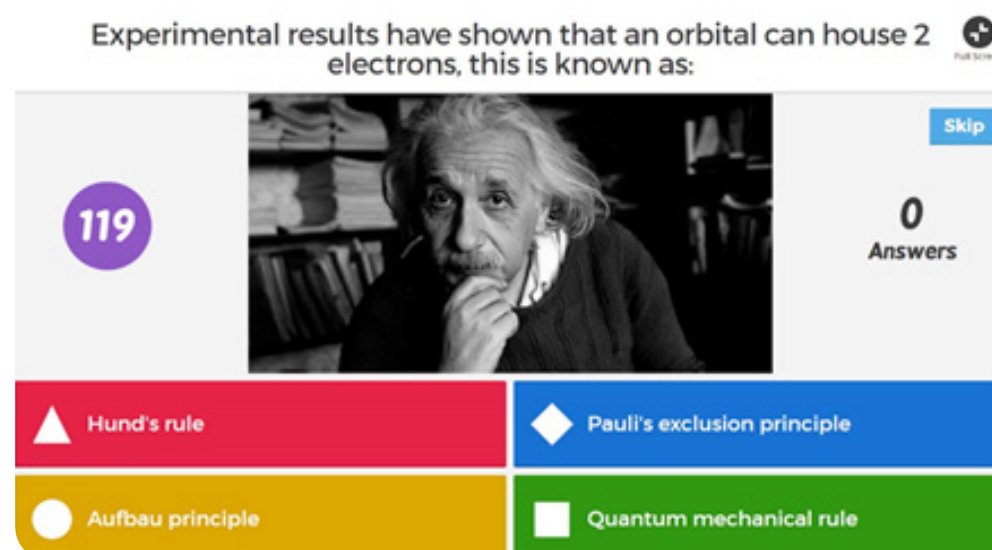 Experimental results have shown that an orbital can house 2
electrons, this is known as:
Skip
119
0
Answers
Hund's rule
Pauli's exclusion principle
Aufbau principle
Quantum mechanical rule